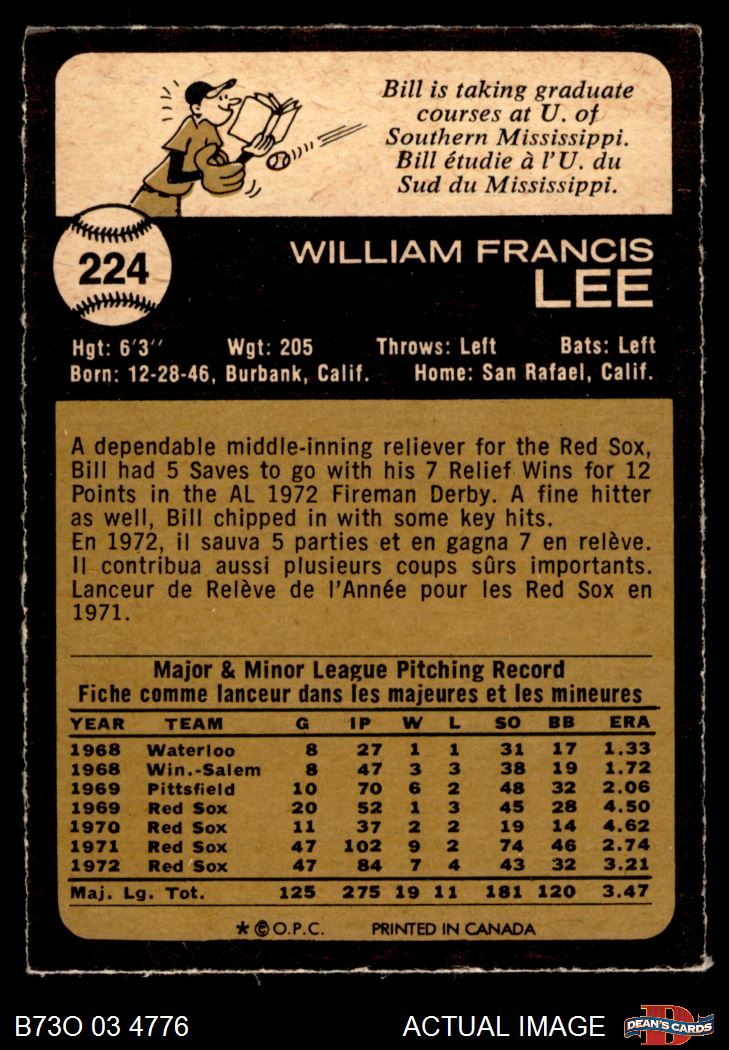 Bill is taking graduate
courses at U. of
Southern Mississippi.
Bill étudie à l'U. du
Sud du Mississippi.
224
WILLIAM FRANCIS
LEE
Hgt: 6'3'' Wgt: 205 Throws: Left Bats: Left
Born: 12-28-46, Burbank, Calif. Home: San Rafael, Calif.
A dependable middle-inning reliever for the Red Sox,
Bill had 5 Saves to go with his 7 Relief Wins for 12
Points in the AL 1972 Fireman Derby. A fine hitter
as well, Bill chipped in with some key hits.
En 1972, il sauva 5 parties et en gagna 7 en relève.
Il contribua aussi plusieurs coups sûrs importants.
Lanceur de Relève de l'Année pour les Red Sox en
1971.
Major & Minor League Pitching Record
Fiche comme lanceur dans les majeures et les mineures
YEAR TEAM G IP W L SO BB ERA
1968 Waterloo 8 27 1 1 31 17 1.33
1968 Win.-Salem 8 47 3 3 38 19 1.72
1969 Pittsfield 10 70 6 2 48 32 2.06
1969 Red Sox 20 52 1 3 45 28 4.50
1970 Red Sox 11 37 2 2 19 14 4.62
1971 Red Sox 47 102 9 2 74 46 2.74
1972 Red Sox 47 84 7 4 43 32 3.21
Maj. Lg. Tot. 125 275 19 11 181 120 3.47
* © O.P.C. PRINTED IN CANADA
B73O 03 4776 ACTUAL IMAGE D DEAN'S CARDS